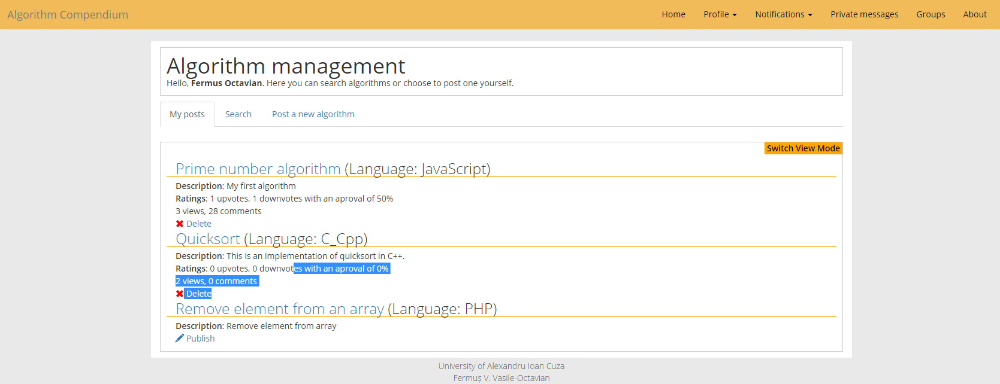 Algorithm Compendium
Home Profile Notifications Private messages Groups About
Algorithm management
Hello, Fermus Octavian. Here you can search algorithms or choose to post one yourself.
My posts Search Post a new algorithm
Switch View Mode
Prime number algorithm (Language: JavaScript)
Description: My first algorithm
Ratings: 1 upvotes, 1 downvotes with an aproval of 50%
3 views, 28 comments
Delete
Quicksort (Language: C_Cpp)
Description: This is an implementation of quicksort in C++.
Ratings: 0 upvotes, 0 downvotes with an aproval of 0%
2 views, 0 comments
Delete
Remove element from an array (Language: PHP)
Description: Remove element from array
Publish
University of Alexandru Ioan Cuza
Fermuș V. Vasile-Octavian